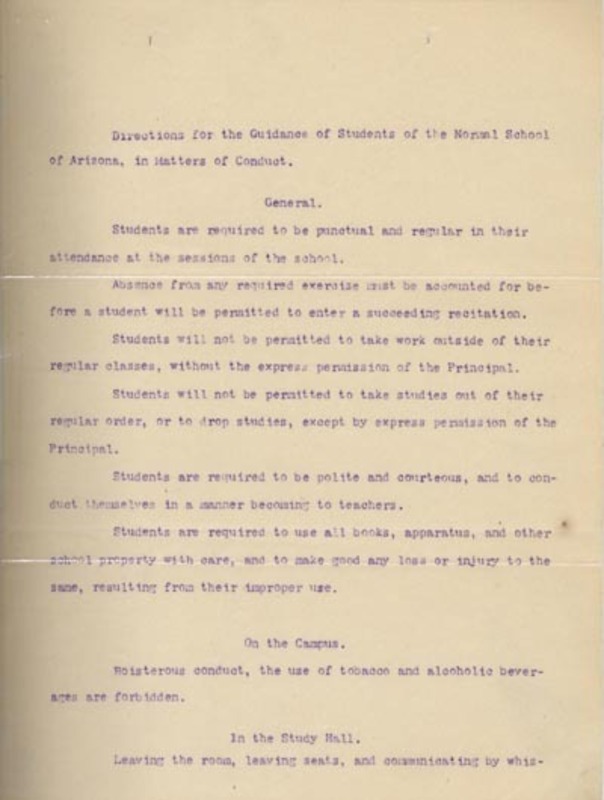 Directions for the Guidance of Students of the Normal School
of Arizona, in Matters of Conduct.
General.
Students are required to be punctual and regular in their
attendance at the sessions of the school.
Absence from any required exercise must be accounted for be-
fore a student will be permitted to enter a succeeding recitation.
Students will not be permitted to take work outside of their
regular classes, without the express permission of the Principal.
Students will not be permitted to take studies out of their
regular order, or to drop studies, except by express permission of the
Principal.
Students are required to be polite and courteous, and to con-
duct themselves in a manner becoming to teachers.
Students are required to use all books, apparatus, and other
school property with care, and to make good any loss or injury to the
same, resulting from their improper use.
On the Campus.
Boisterous conduct, the use of tobacco and alcoholic bever-
ages are forbidden.
In the Study Hall.
Leaving the room, leaving seats, and communicating by whis-